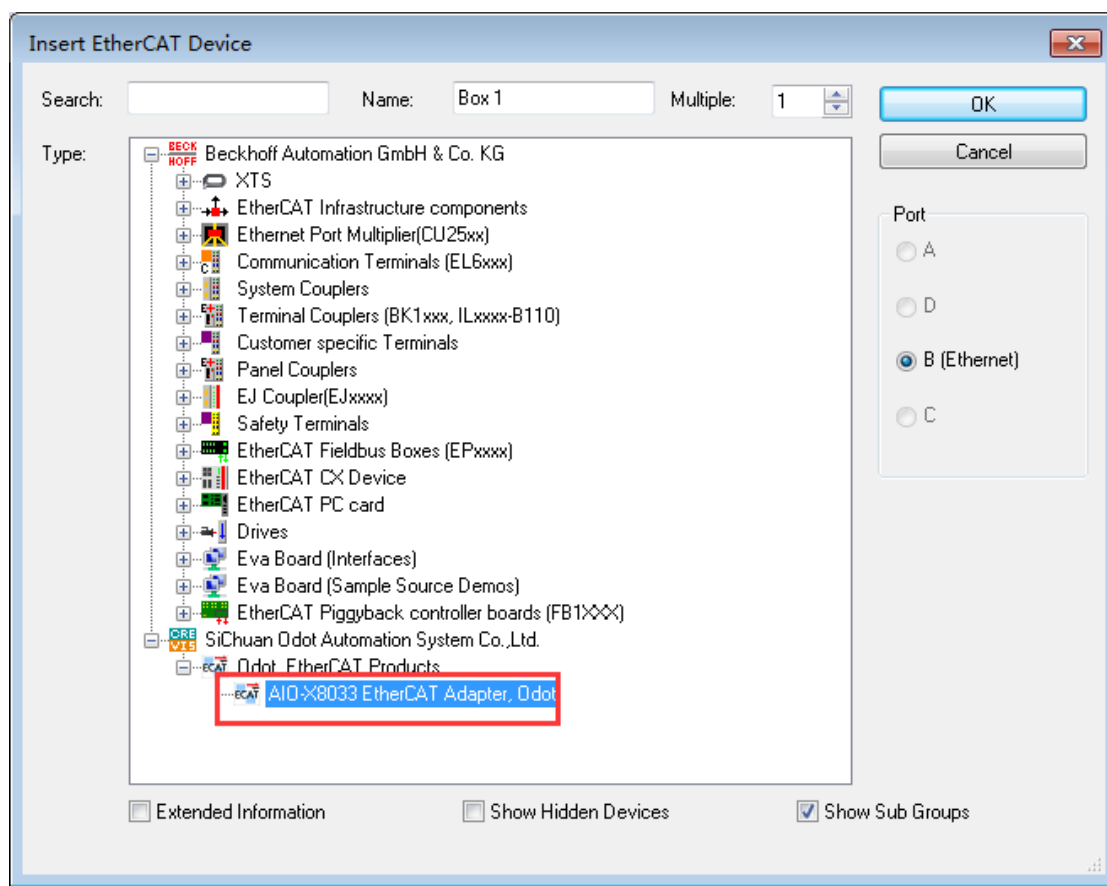 Insert EtherCAT Device
Search: Name: Box 1 Multiple: 1 OK
Type: Cancel
BECK HOFF Beckhoff Automation GmbH & Co. KG
XTS
EtherCAT Infrastructure components
Ethernet Port Multiplier(CU25xx)
C Communication Terminals (EL6xxx)
System Couplers
Terminal Couplers (BK1xxx, ILxxxx-B110)
Customer specific Terminals
Panel Couplers
EJ Coupler(EJxxxx)
Safety Terminals
EtherCAT Fieldbus Boxes (EPxxxx)
EtherCAT CX Device
EtherCAT PC card
Drives
Eva Board (Interfaces)
Eva Board (Sample Source Demos)
EtherCAT Piggyback controller boards (FB1XXX)
CRE VIS SiChuan Odot Automation System Co.,Ltd.
ECAT Odot EtherCAT Products
ECAT AIO-X8033 EtherCAT Adapter, Odot
Port
A
D
B (Ethernet)
C
Extended Information Show Hidden Devices Show Sub Groups